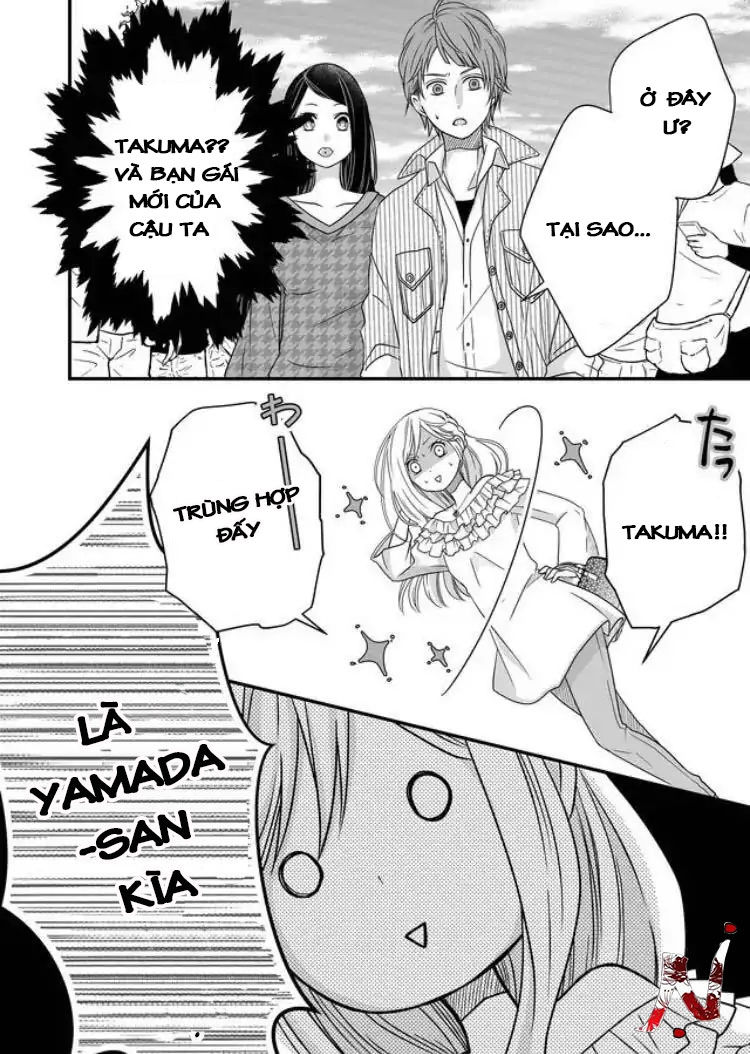 Ở ĐÂY
Ư?
TẠI SAO...
TAKUMA??
VÀ BẠN GÁI
MỚI CỦA
CẬU TA
たっ
TAKUMA!!
わー
TRÙNG HỢP
ĐẤY
LÀ
YAMADA
-SAN
KÌA